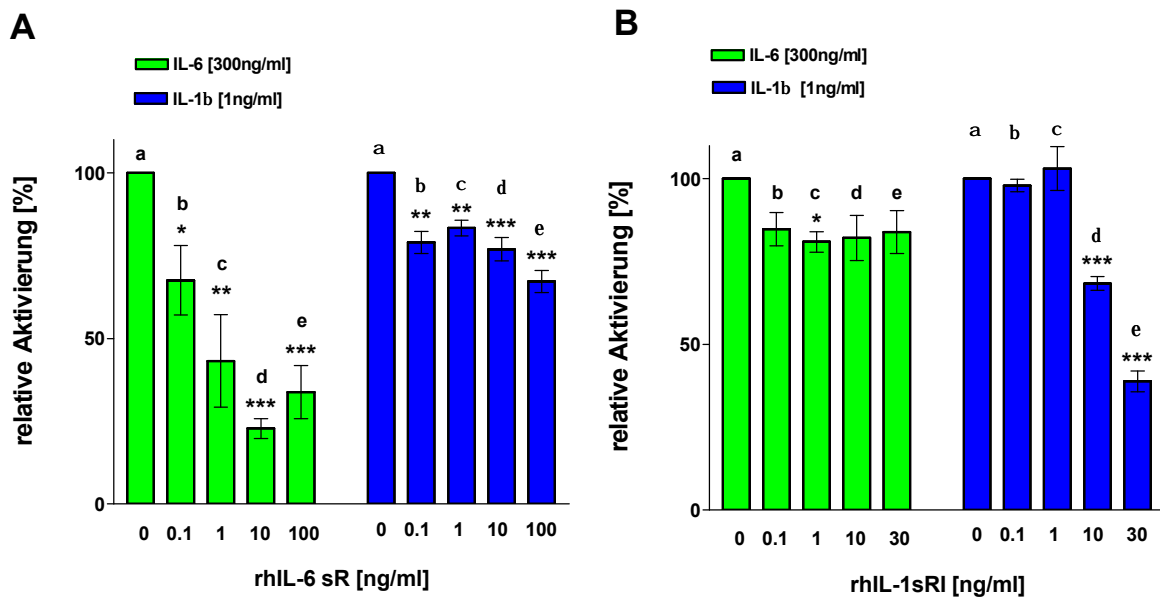 A
IL-6 [300ng/ml]
IL-1b [1ng/ml]
relative Aktivierung [%]
100
50
0
a
b
*
c
**
d
***
e
***
a
b
**
c
**
d
***
e
***
0 0.1 1 10 100 0 0.1 1 10 100
rhIL-6 sR [ng/ml]
B
IL-6 [300ng/ml]
IL-1b [1ng/ml]
relative Aktivierung [%]
100
50
0
a
b
c
*
d
e
a
b
c
d
***
e
***
0 0.1 1 10 30 0 0.1 1 10 30
rhIL-1sRI [ng/ml]